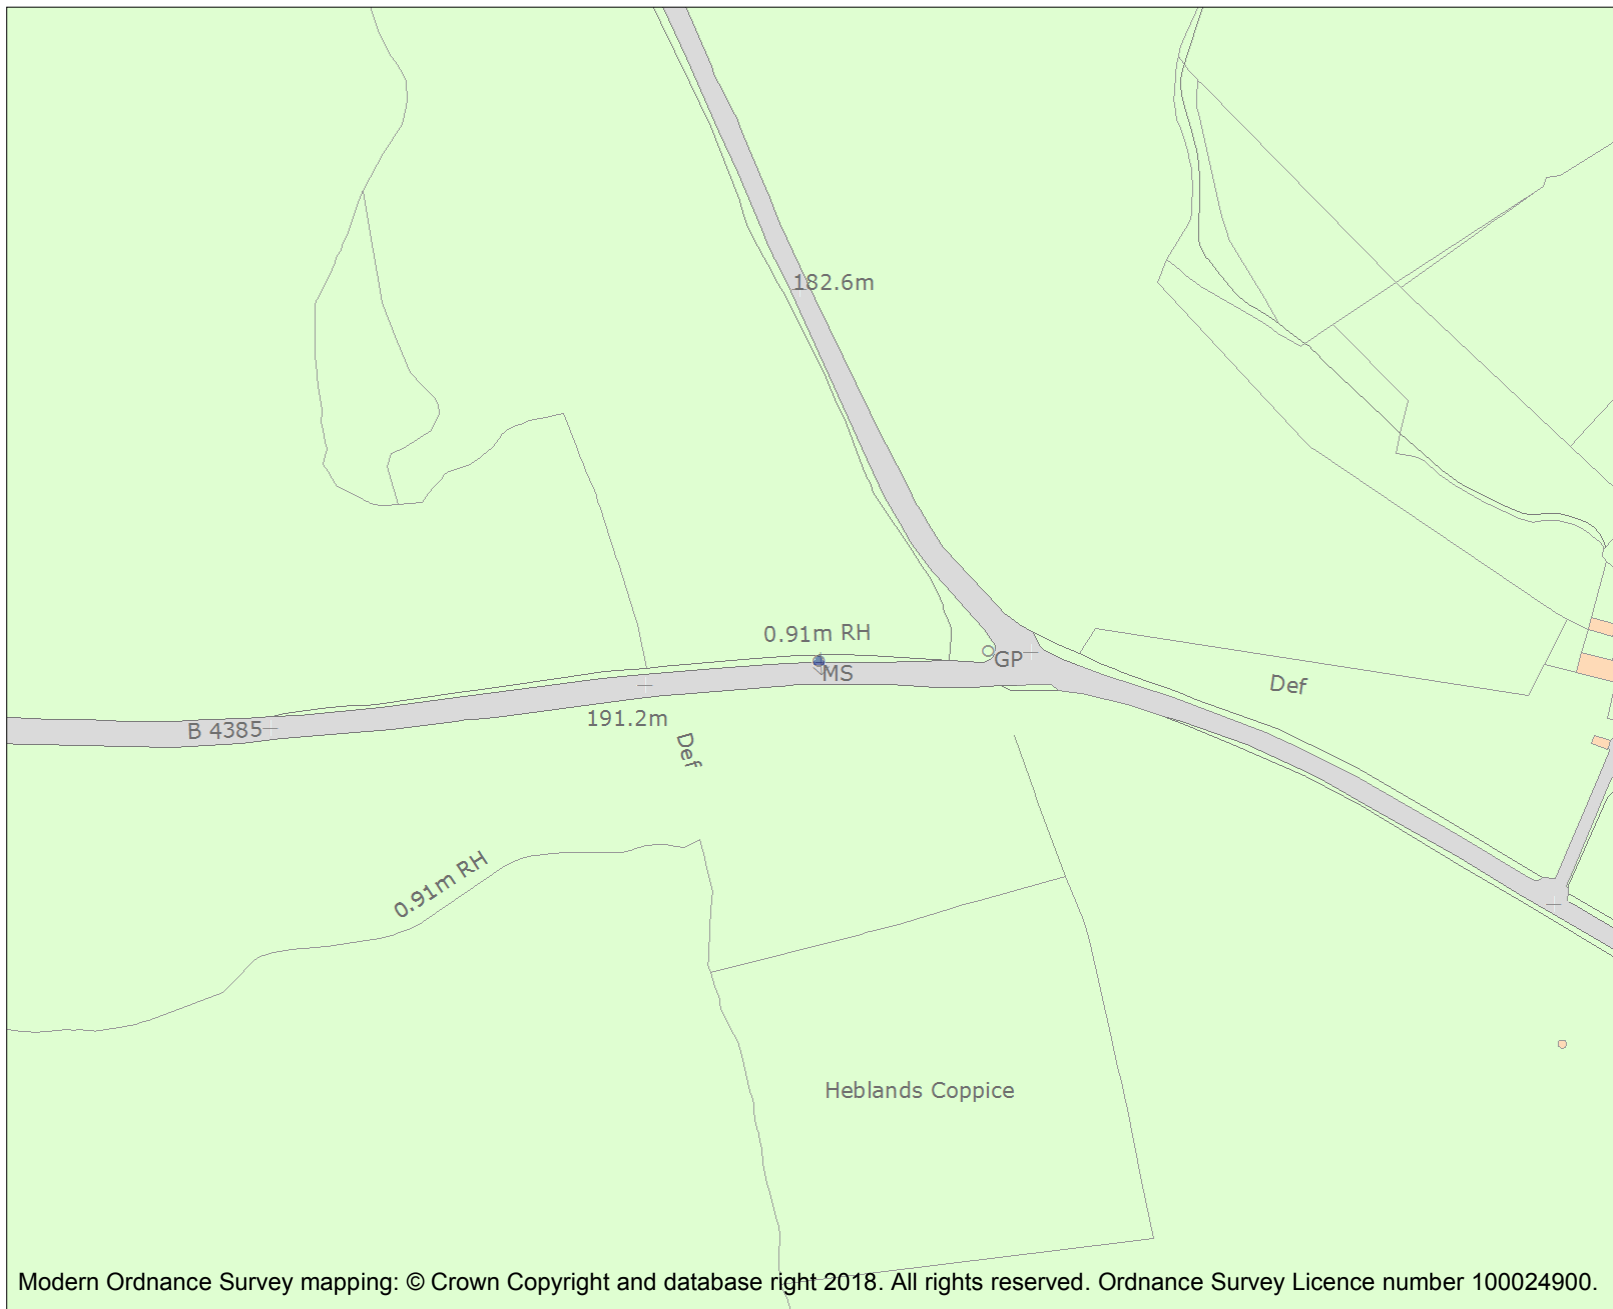 182.6m
0.91m RH
GP
MS
Def
191.2m
B 4385
Def
0.91m RH
Heblands Coppice
Modern Ordnance Survey mapping: © Crown Copyright and database right 2018. All rights reserved. Ordnance Survey Licence number 100024900.